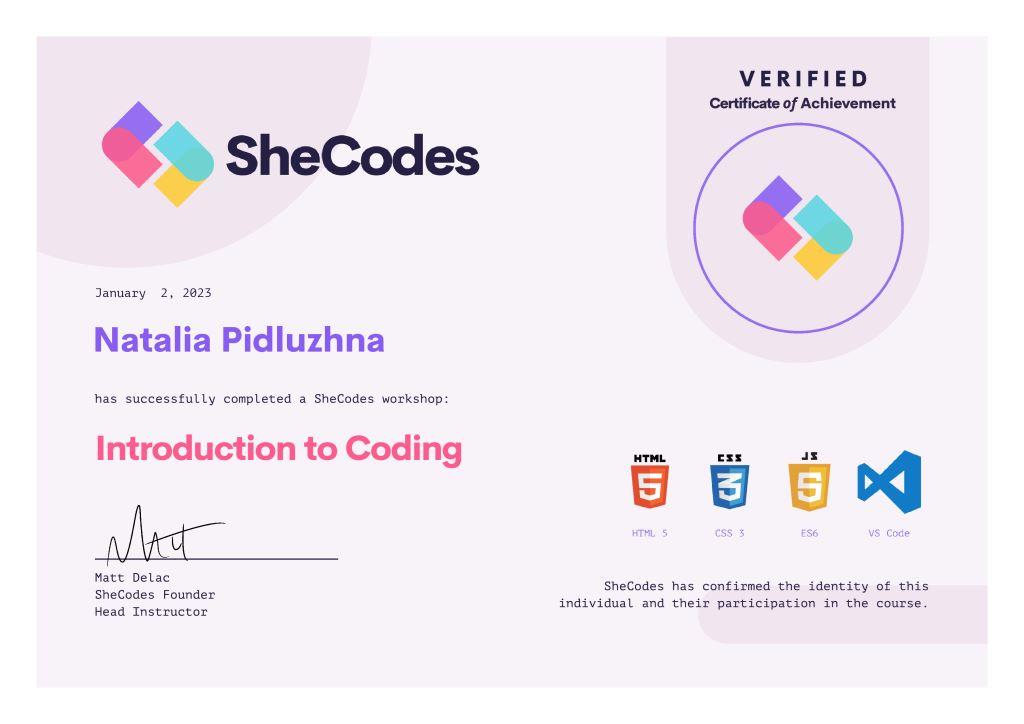 VERIFIED
Certificate of Achievement
SheCodes
January 2, 2023
Natalia Pidluzhna
has successfully completed a SheCodes workshop:
Introduction to Coding
HTML
CSS
JS
5
3
5
HTML 5
CSS 3
ES6
VS Code
Matt Delac
SheCodes Founder
Head Instructor
SheCodes has confirmed the identity of this
individual and their participation in the course.